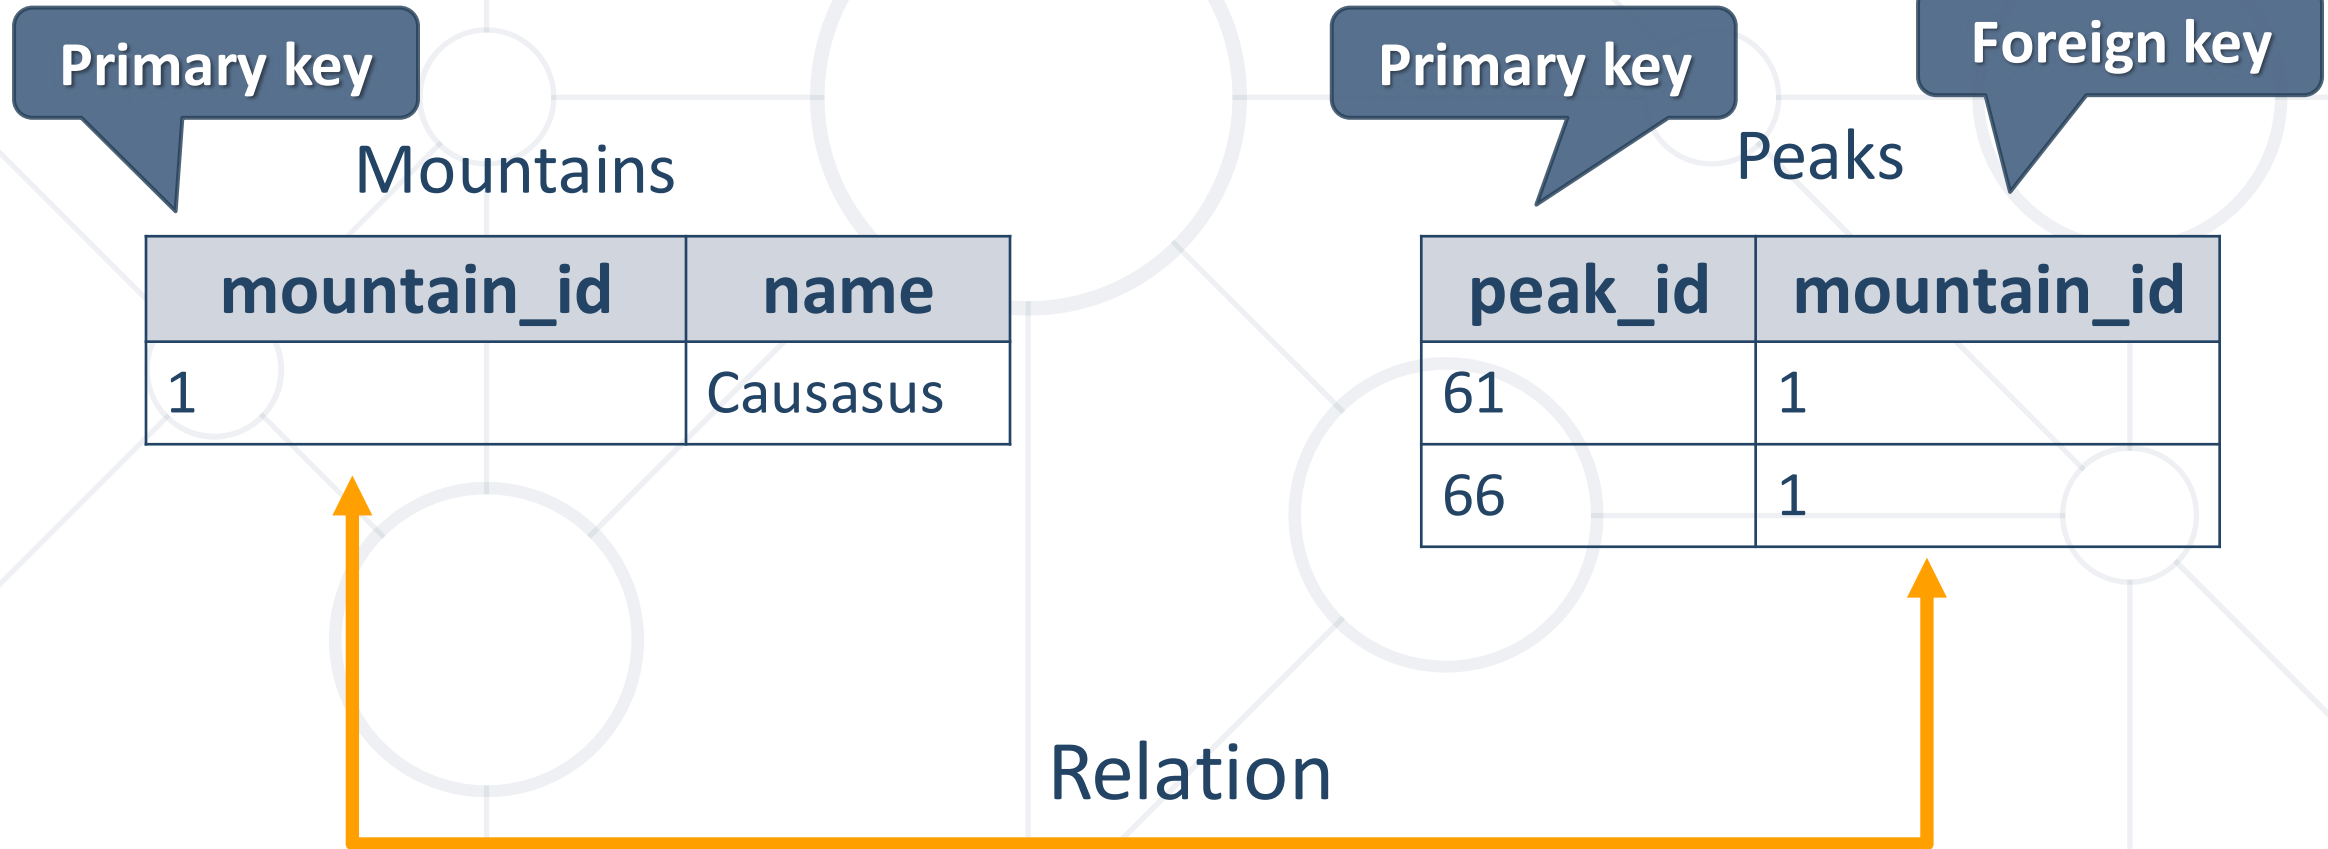 Primary key
Primary key
Foreign key
Mountains
Peaks
mountain_id name
1 Causasus
peak_id mountain_id
61 1
66 1
Relation